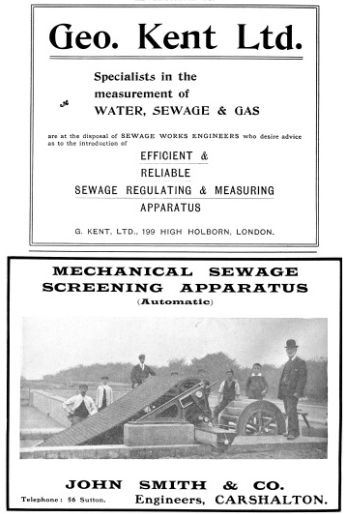 Geo. Kent Ltd.
Specialists in the
measurement of
WATER, SEWAGE & GAS
are at the disposal of SEWAGE WORKS ENGINEERS who desire advice
as to the introduction of
EFFICIENT &
RELIABLE
SEWAGE REGULATING & MEASURING
APPARATUS
G. KENT, LTD., 199 HIGH HOLBORN, LONDON.
MECHANICAL SEWAGE
SCREENING APPARATUS
(Automatic)
JOHN SMITH & CO.
Telephone: 56 Sutton. Engineers, CARSHALTON.